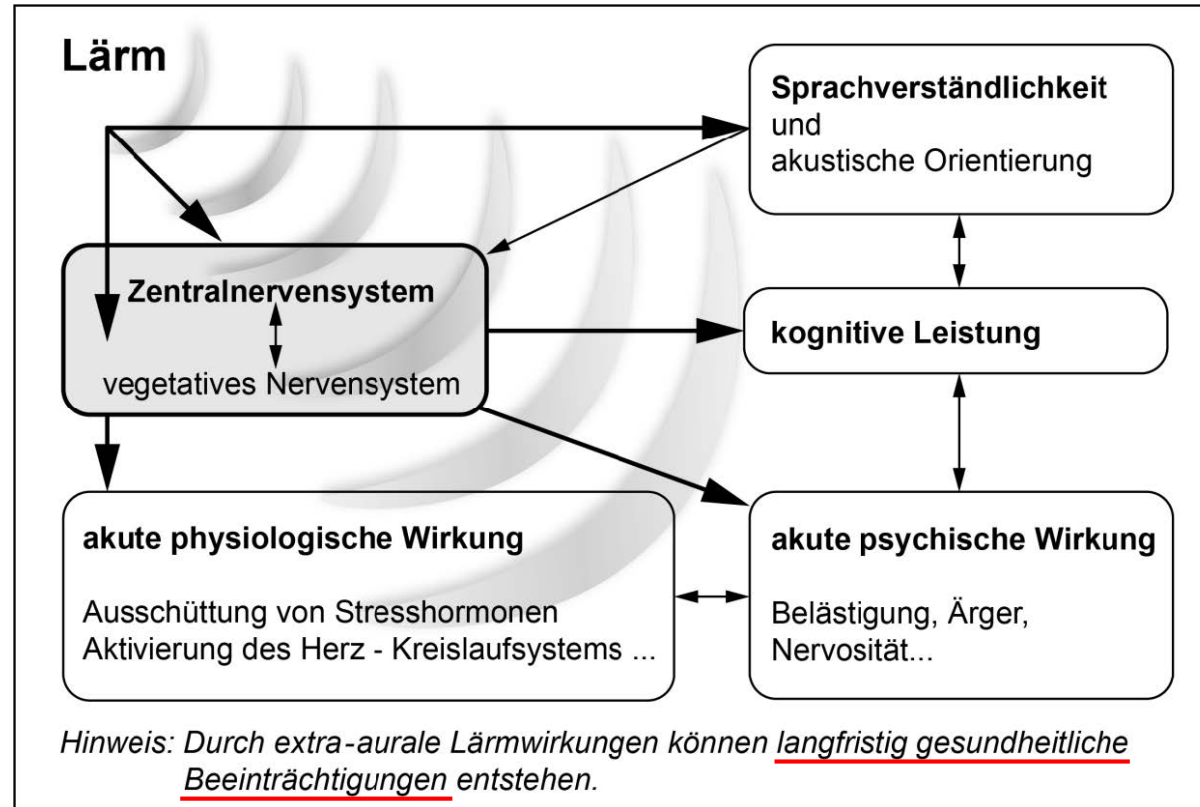 Lärm
Sprachverständlichkeit
und
akustische Orientierung
Zentralnervensystem
vegetatives Nervensystem
kognitive Leistung
akute physiologische Wirkung
Ausschüttung von Stresshormonen
Aktivierung des Herz - Kreislaufsystems ...
akute psychische Wirkung
Belästigung, Ärger,
Nervosität...
Hinweis: Durch extra-aurale Lärmwirkungen können langfristig gesundheitliche
Beeinträchtigungen entstehen.